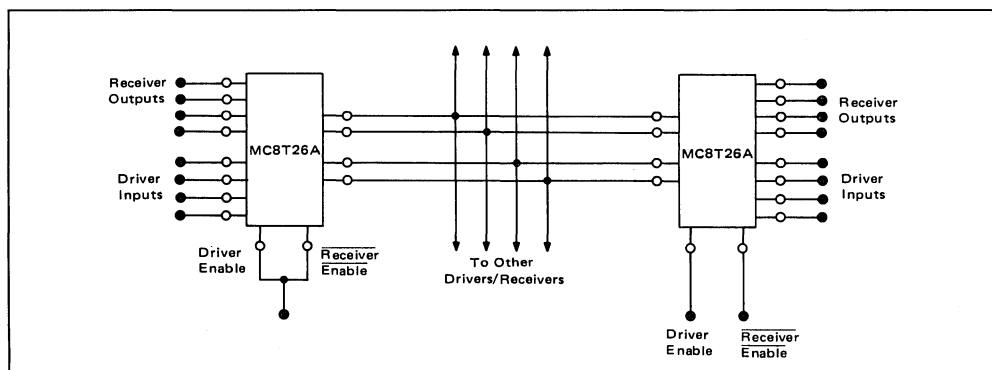 Receiver
Outputs
MC8T26A
Driver
Inputs
Driver
Enable
Receiver
Enable
To Other
Drivers/Receivers
MC8T26A
Receiver
Outputs
Driver
Inputs
Driver
Enable
Receiver
Enable